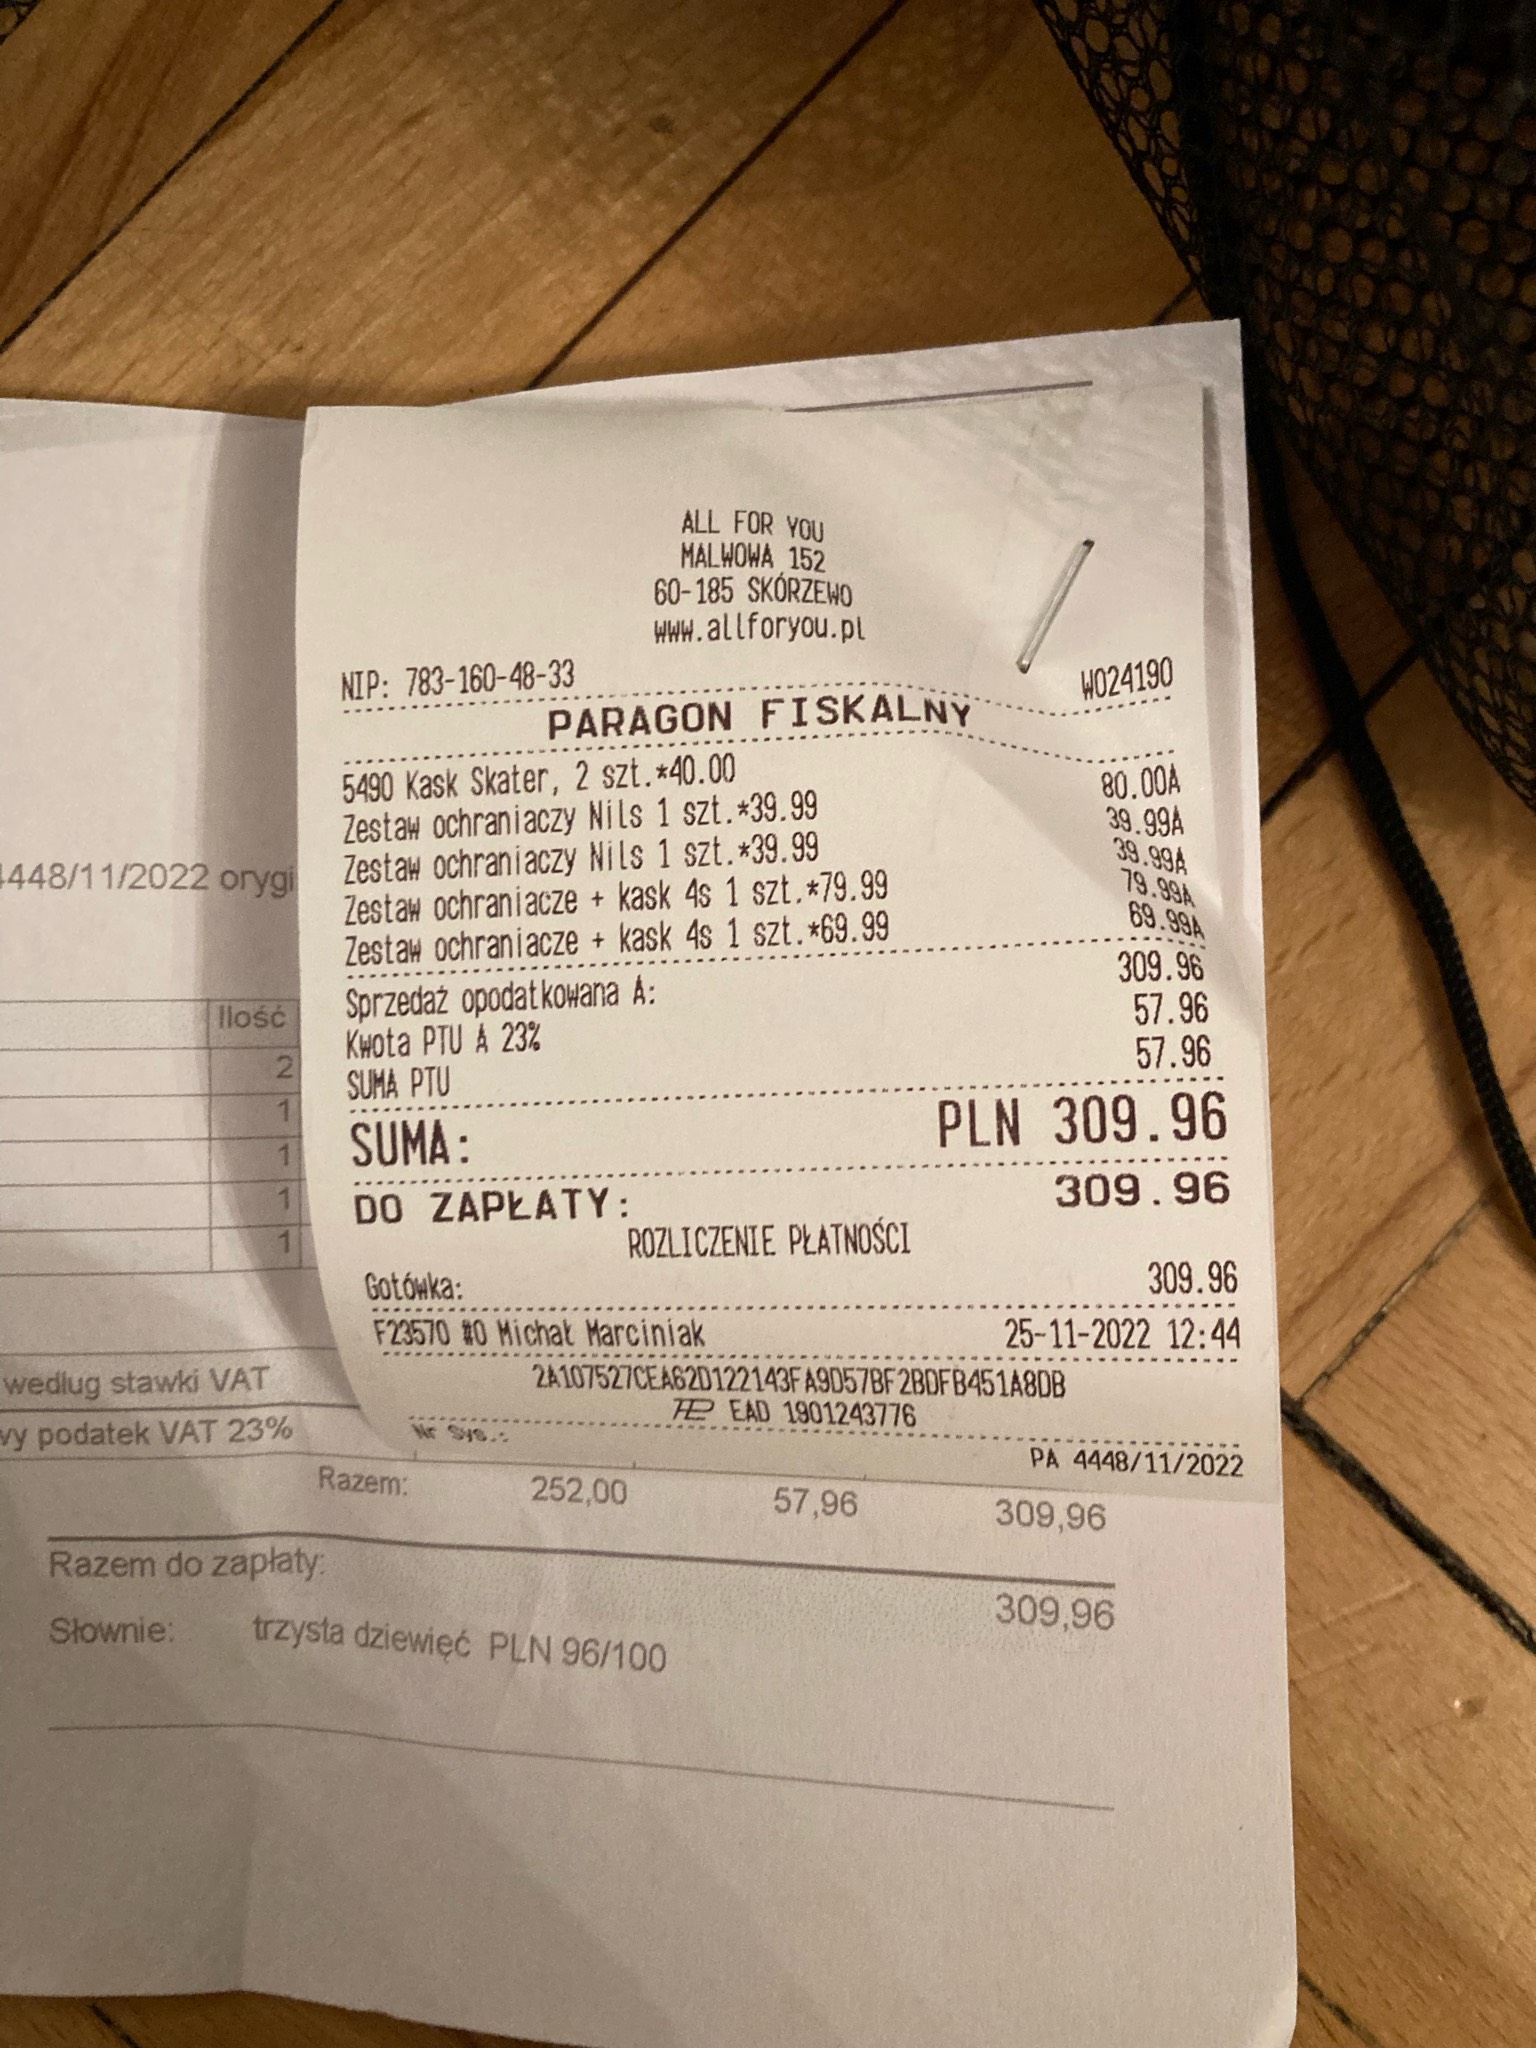 ALL FOR YOU
MALWOWA 152
60-185 SKÓRZEWO
www.allforyou.pl
NIP: 783-160-48-33 W024190
PARAGON FISKALNY
5490 Kask Skater, 2 szt.*40.00 80.00A
Zestaw ochraniaczy Nils 1 szt.*39.99 39.99A
Zestaw ochraniaczy Nils 1 szt.*39.99 39.99A
Zestaw ochraniacze + kask 4s 1 szt.*79.99 79.99A
Zestaw ochraniacze + kask 4s 1 szt.*69.99 69.99A
Sprzedaż opodatkowana A: 309.96
Kwota PTU A 23% 57.96
SUMA PTU 57.96
SUMA: PLN 309.96
DO ZAPŁATY: 309.96
ROZLICZENIE PŁATNOŚCI
Gotówka: 309.96
F23570 #0 Michał Marciniak 25-11-2022 12:44
2A107527CEA62D122143FA9D57BF2BDFB451A8DB
EAD 1901243776
Nr Sys.: PA 4448/11/2022
4448/11/2022 orygi
Ilość
2
1
1
1
1
według stawki VAT
podatek VAT 23%
Razem: 252,00 57,96 309,96
Razem do zapłaty: 309,96
Słownie: trzysta dziewięć PLN 96/100